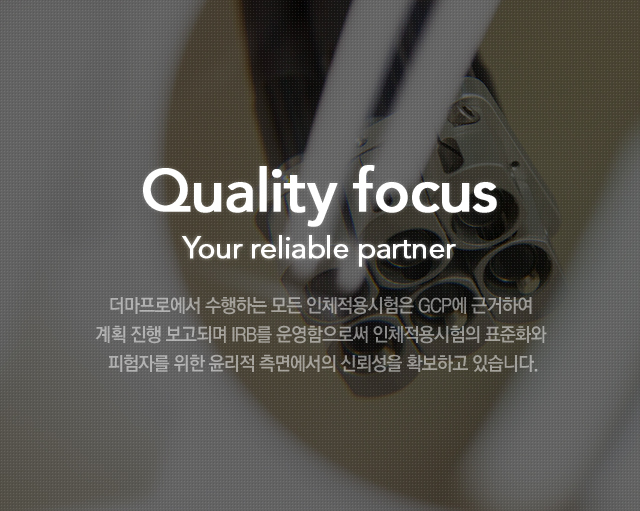 Quality focus
Your reliable partner
더마프로에서 수행하는 모든 인체적용시험은 GCP에 근거하여
계획 진행 보고되며 IRB를 운영함으로써 인체적용시험의 표준화와
피험자를 위한 윤리적 측면에서의 신뢰성을 확보하고 있습니다.